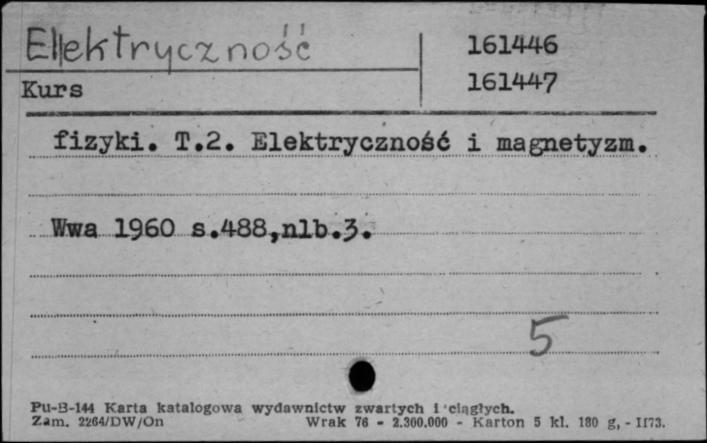 Elektryczność
161446
161447
Kurs
fizyki. T.2. Elektryczność i magnetyzm.
Wwa 1960 s.488,nlb.3.
5
Pu-B-144 Karta katalogowa wydawnictw zwartych i ciągłych.
Zam. 2264/DW/On Wrak 76 - 2.300.000 - Karton 5 kl. 180 g, - II73.